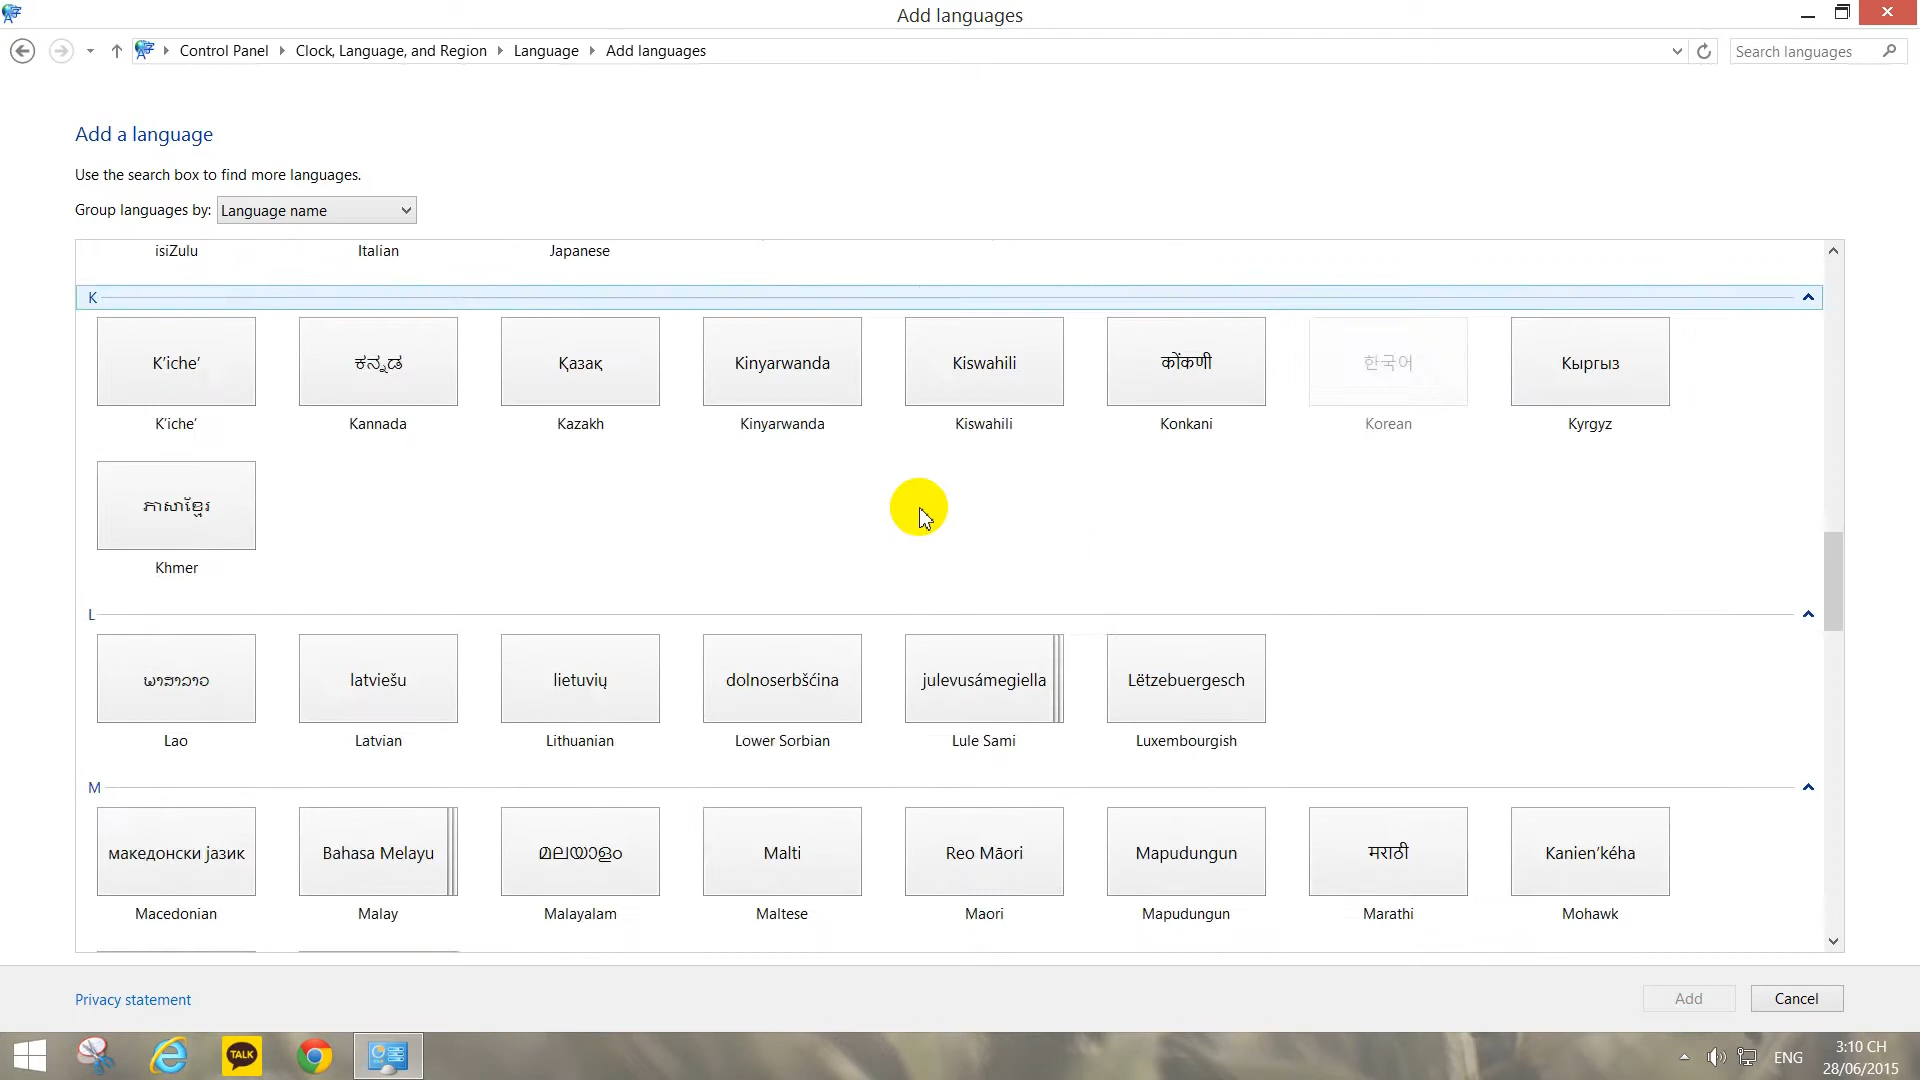 Add languages
Control Panel Clock, Language, and Region Language Add languages
Search languages
Add a language
Use the search box to find more languages.
Group languages by: Language name
isiZulu Italian Japanese
K
K'iche' ಕನ್ನಡ Қазақ Kinyarwanda Kiswahili कोंकणी 한국어 Кыргыз
K'iche' Kannada Kazakh Kinyarwanda Kiswahili Konkani Korean Kyrgyz
ភាសាខ្មែរ
Khmer
L
ພາສາລາວ latviešu lietuvių dolnoserbšćina julevusámegiella Lëtzebuergesch
Lao Latvian Lithuanian Lower Sorbian Lule Sami Luxembourgish
M
македонски јазик Bahasa Melayu മലയാളം Malti Reo Māori Mapudungun मराठी Kanien'kéha
Macedonian Malay Malayalam Maltese Maori Mapudungun Marathi Mohawk
Privacy statement
Add Cancel
TALK
ENG
3:10 CH
28/06/2015